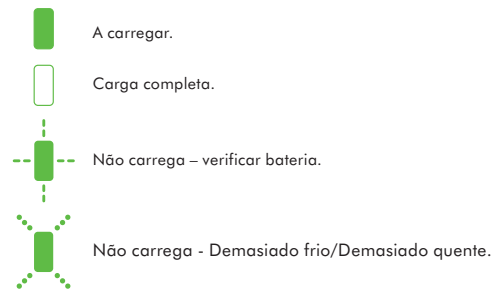 A carregar.
Carga completa.
Não carrega – verificar bateria.
Não carrega - Demasiado frio/Demasiado quente.